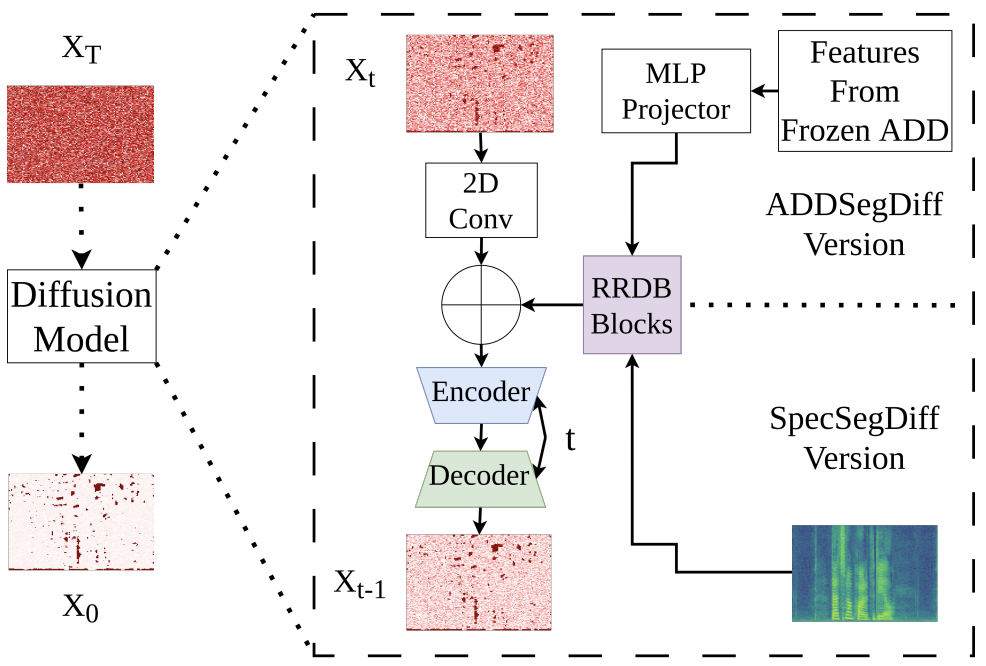 X_T
Diffusion
Model
X_0
X_t
2D
Conv
Encoder
t
Decoder
X_{t-1}
MLP
Projector
Features
From
Frozen ADD
RRDB
Blocks
ADDSegDiff
Version
SpecSegDiff
Version